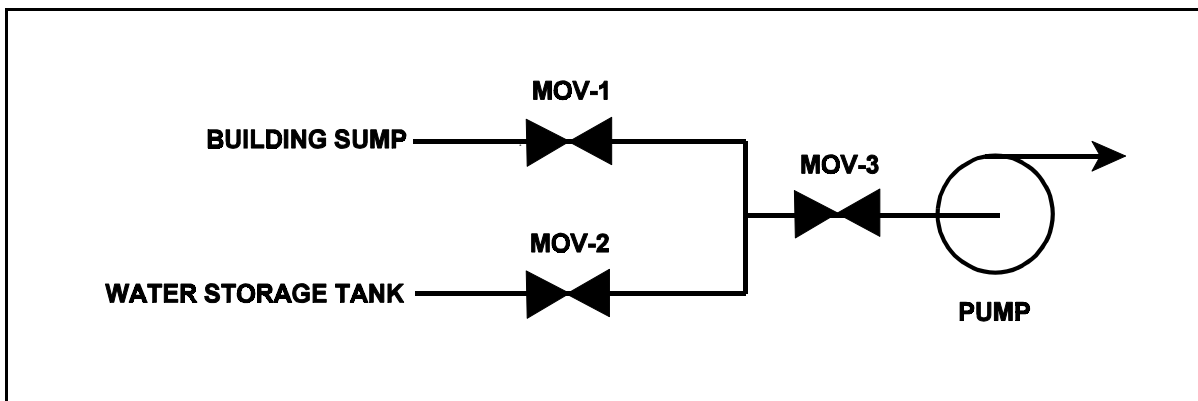 MOV-1
BUILDING SUMP
MOV-3
MOV-2
WATER STORAGE TANK
PUMP